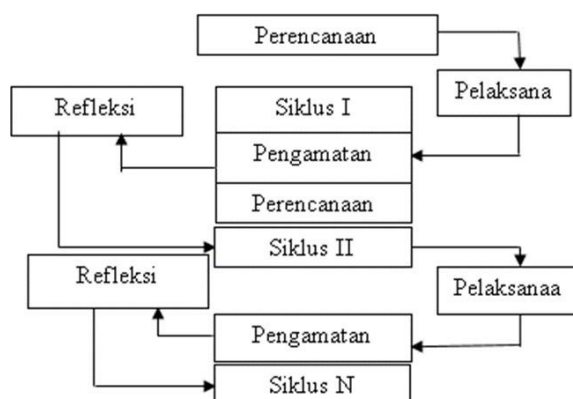 Perencanaan
Pelaksana
Refleksi
Siklus I
Pengamatan
Perencanaan
Siklus II
Refleksi
Pelaksanaa
Pengamatan
Siklus N